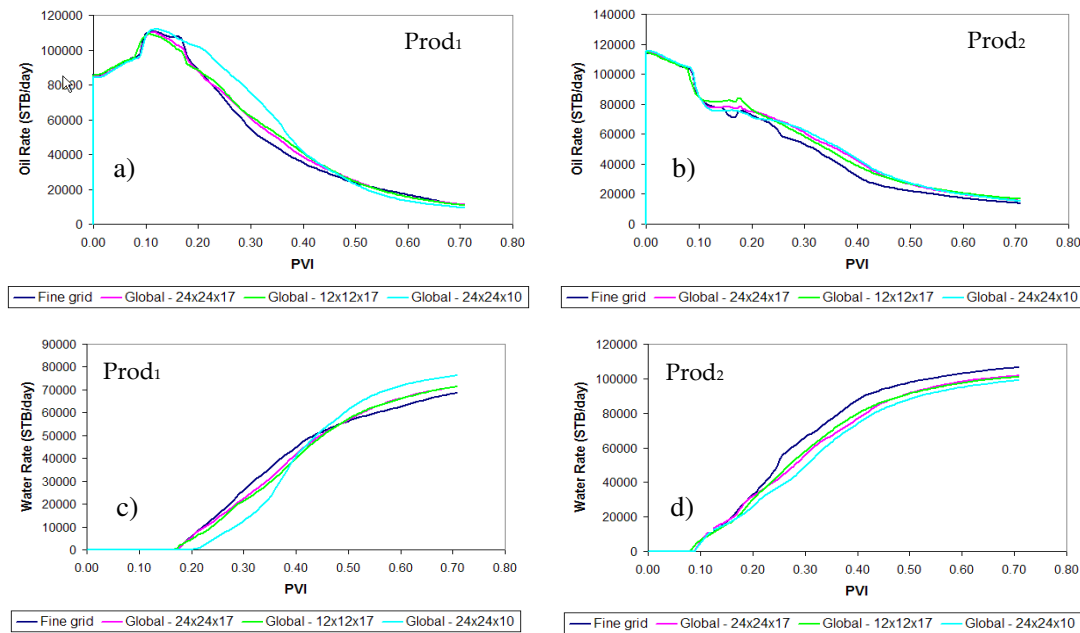 120000
100000
80000
60000
40000
20000
0
Oil Rate (STB/day)
Prod1
a)
0.00 0.10 0.20 0.30 0.40 0.50 0.60 0.70 0.80
PVI
Fine grid Global - 24x24x17 Global - 12x12x17 Global - 24x24x10
140000
120000
100000
80000
60000
40000
20000
0
Oil Rate (STB/day)
Prod2
b)
0.00 0.10 0.20 0.30 0.40 0.50 0.60 0.70 0.80
PVI
Fine grid Global - 24x24x17 Global - 12x12x17 Global - 24x24x10
90000
80000
70000
60000
50000
40000
30000
20000
10000
0
Water Rate (STB/day)
Prod1
c)
0.00 0.10 0.20 0.30 0.40 0.50 0.60 0.70 0.80
PVI
Fine grid Global - 24x24x17 Global - 12x12x17 Global - 24x24x10
120000
100000
80000
60000
40000
20000
0
Water Rate (STB/day)
Prod2
d)
0.00 0.10 0.20 0.30 0.40 0.50 0.60 0.70 0.80
PVI
Fine grid Global - 24x24x17 Global - 12x12x17 Global - 24x24x10